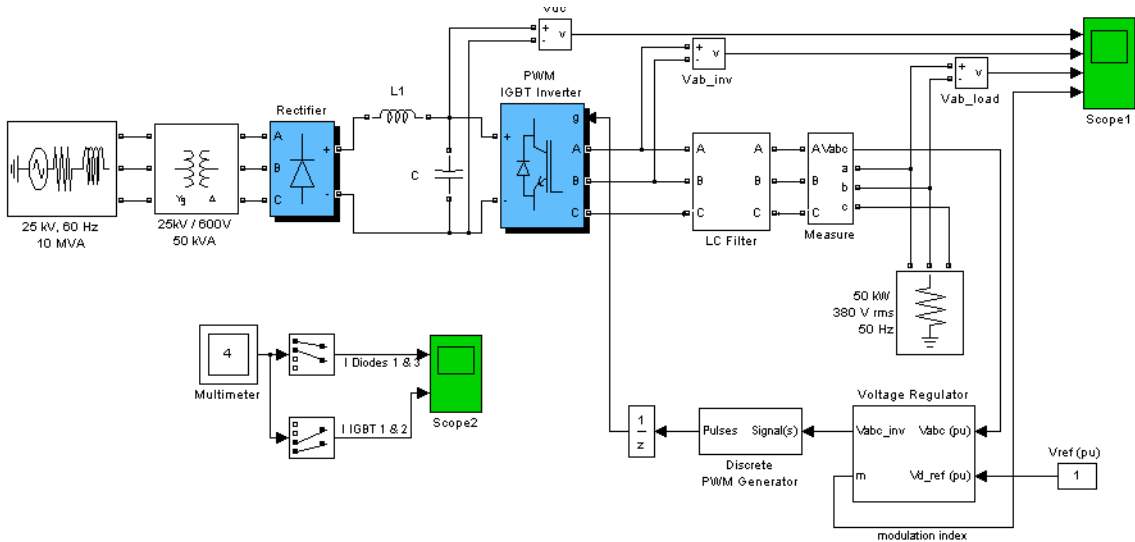 Vdc
v
+
-
Vab_inv
v
+
-
Vab_load
v
+
-
Scope1
25 kV, 60 Hz
10 MVA
Yg
Δ
25kV / 600V
50 kVA
Rectifier
A
B
C
+
-
L1
C
PWM
IGBT Inverter
+
-
g
A
B
C
A
B
C
A
B
C
LC Filter
A
B
C
Vabc
a
b
c
Measure
50 kW
380 V rms
50 Hz
4
Multimeter
I Diodes 1 & 3
I IGBT 1 & 2
Scope2
1
z
Pulses
Signal(s)
Discrete
PWM Generator
Voltage Regulator
Vabc_inv
Vabc (pu)
m
Vd_ref (pu)
Vref (pu)
1
modulation index